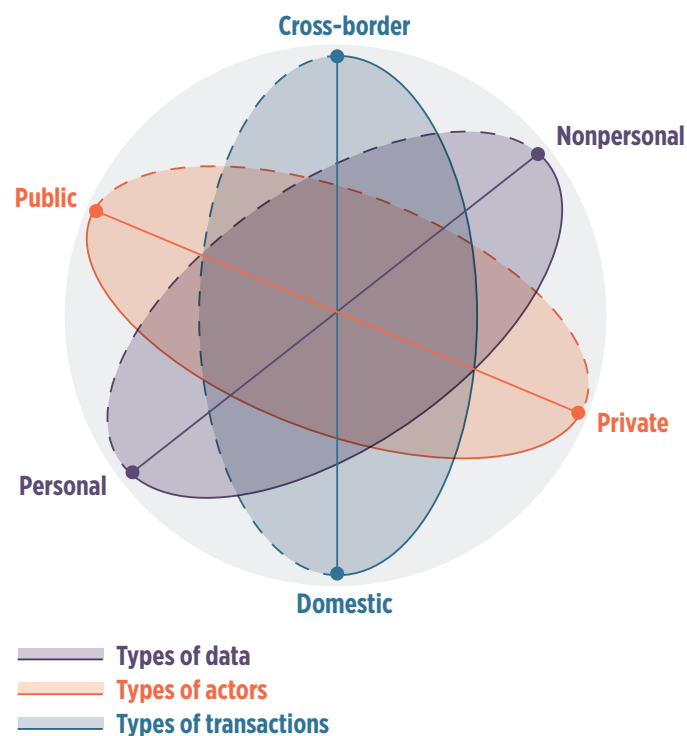 Cross-border
Nonpersonal
Public
Private
Personal
Domestic
Types of data
Types of actors
Types of transactions